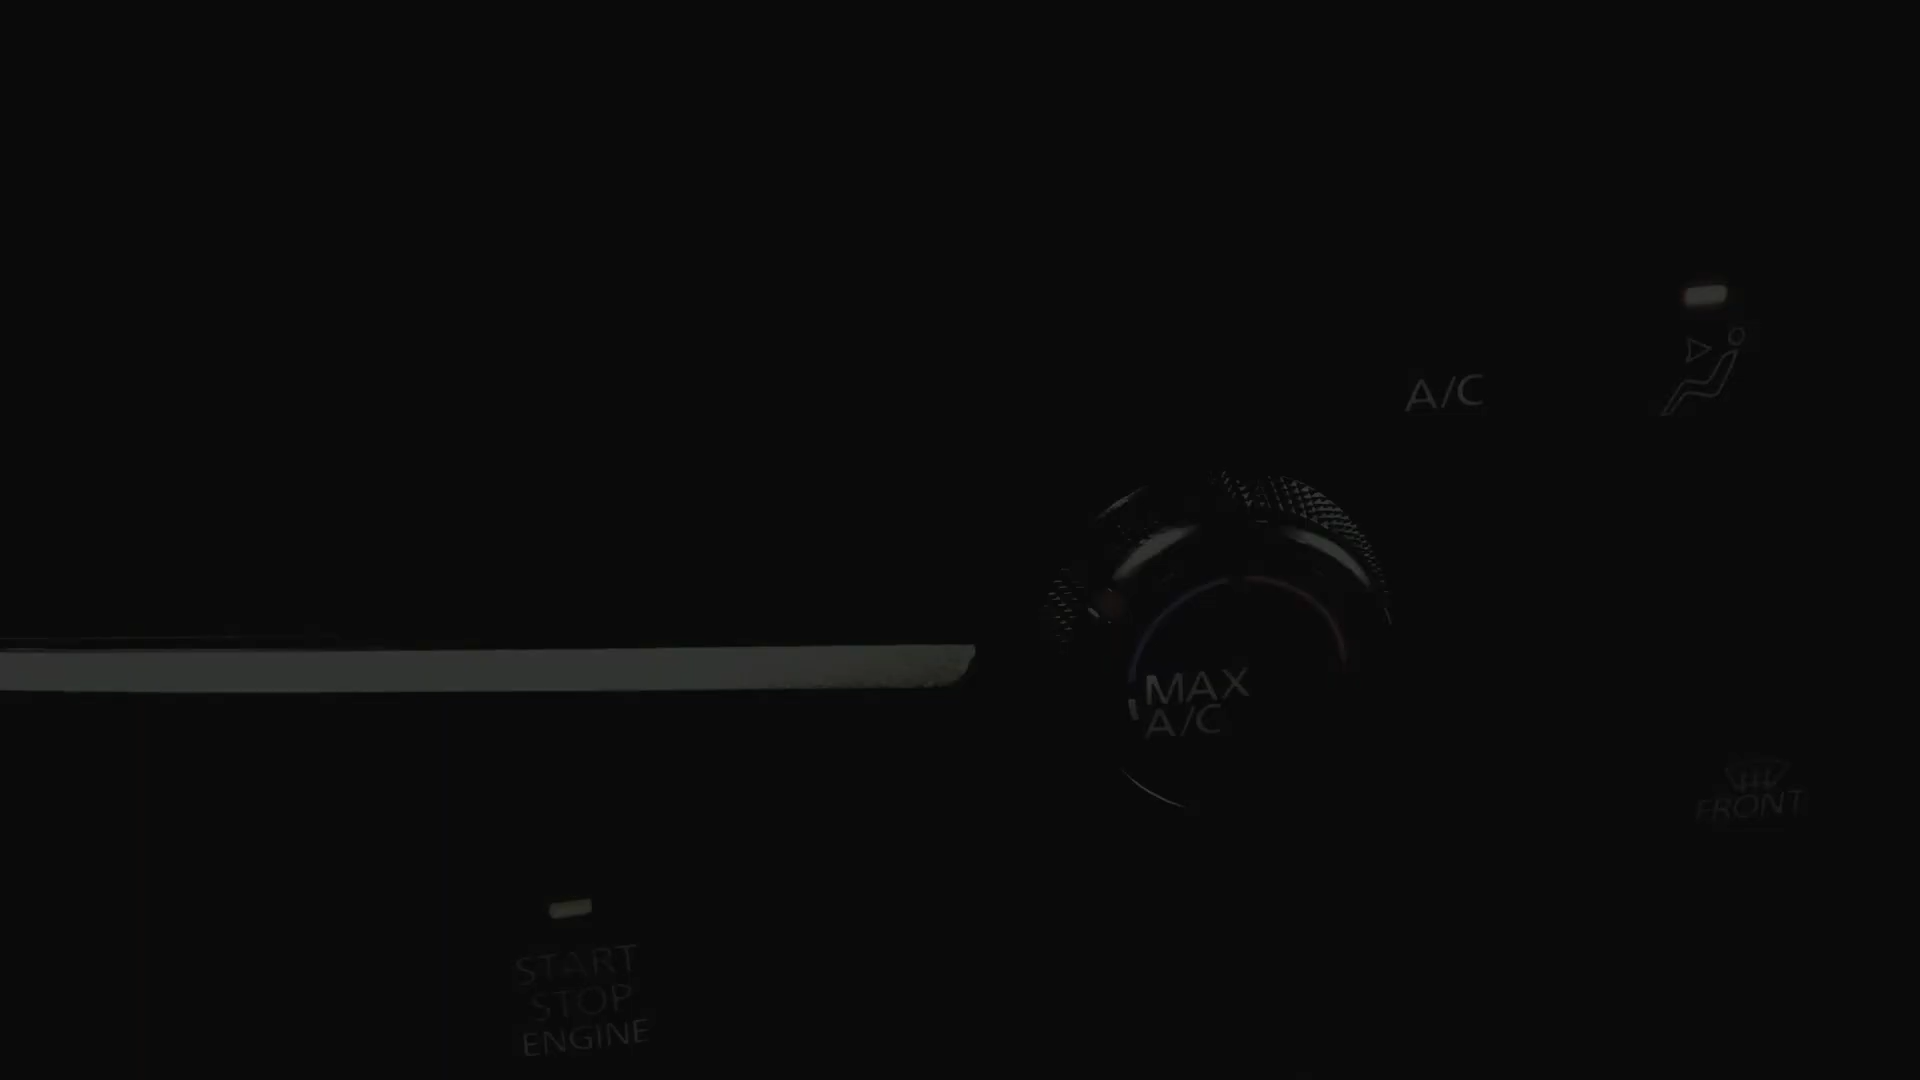 A/C
MAX
A/C
FRONT
START
STOP
ENGINE